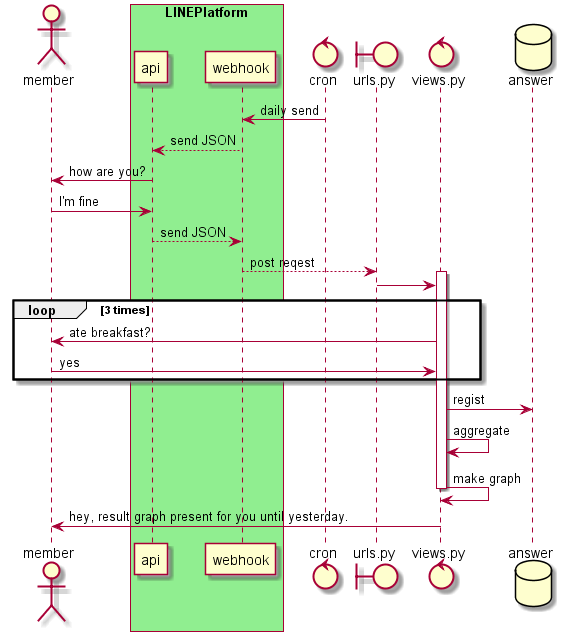 LINEPlatform
member
api
webhook
cron
urls.py
views.py
answer
daily send
send JSON
how are you?
I'm fine
send JSON
post reqest
loop [3 times]
ate breakfast?
yes
regist
aggregate
make graph
hey, result graph present for you until yesterday.
member
api
webhook
cron
urls.py
views.py
answer